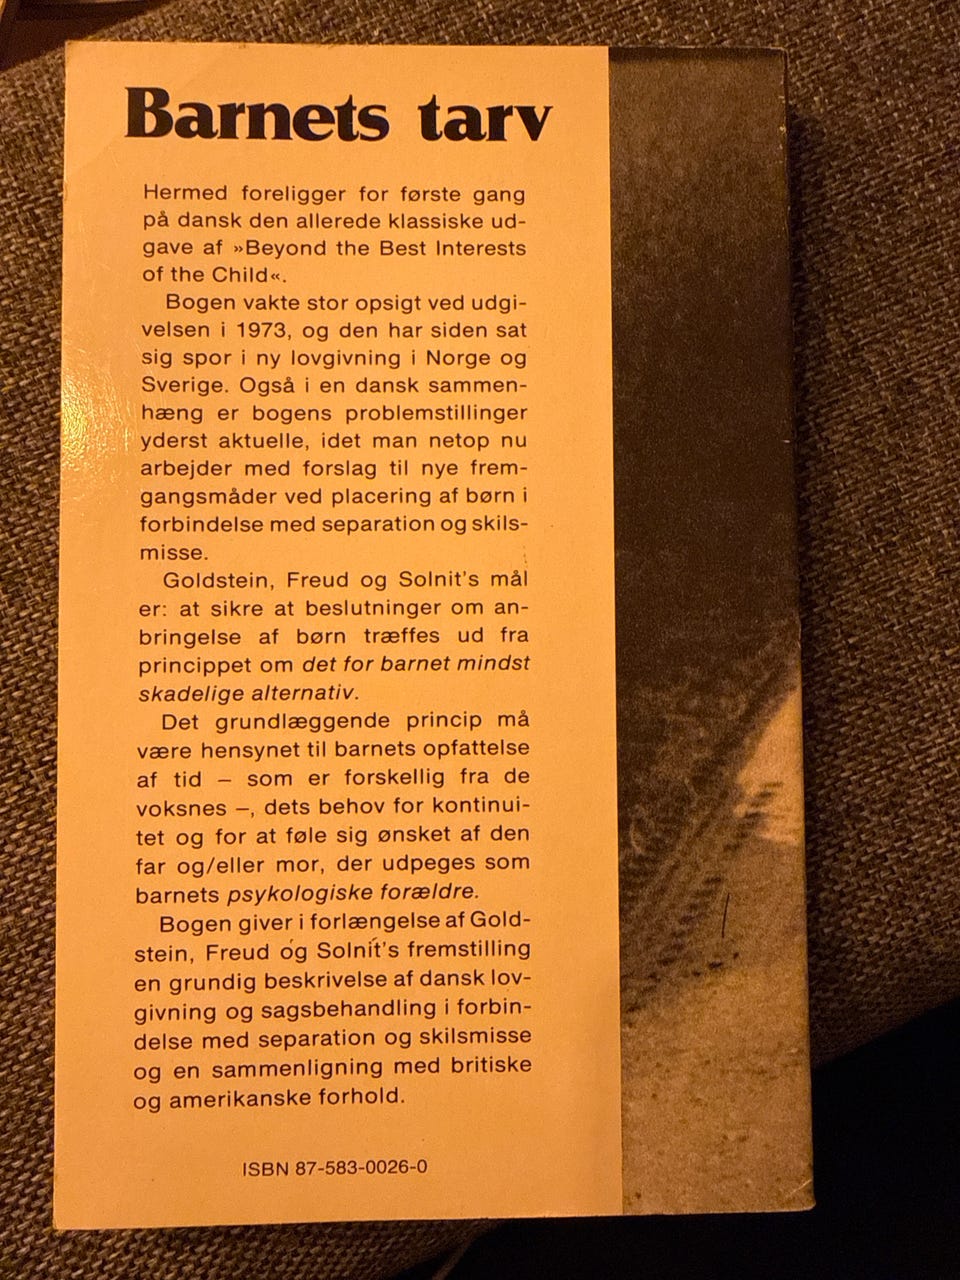 Barnets tarv
Hermed foreligger for første gang
på dansk den allerede klassiske ud-
gave af »Beyond the Best Interests
of the Child«.
Bogen vakte stor opsigt ved udgi-
velsen i 1973, og den har siden sat
sig spor i ny lovgivning i Norge og
Sverige. Også i en dansk sammen-
hæng er bogens problemstillinger
yderst aktuelle, idet man netop nu
arbejder med forslag til nye frem-
gangsmåder ved placering af børn i
forbindelse med separation og skils-
misse.
Goldstein, Freud og Solnit's mål
er: at sikre at beslutninger om an-
bringelse af børn træffes ud fra
princippet om det for barnet mindst
skadelige alternativ.
Det grundlæggende princip må
være hensynet til barnets opfattelse
af tid – som er forskellig fra de
voksnes –, dets behov for kontinui-
tet og for at føle sig ønsket af den
far og/eller mor, der udpeges som
barnets psykologiske forældre.
Bogen giver i forlængelse af Gold-
stein, Freud og Solnit's fremstilling
en grundig beskrivelse af dansk lov-
givning og sagsbehandling i forbin-
delse med separation og skilsmisse
og en sammenligning med britiske
og amerikanske forhold.
ISBN 87-583-0026-0